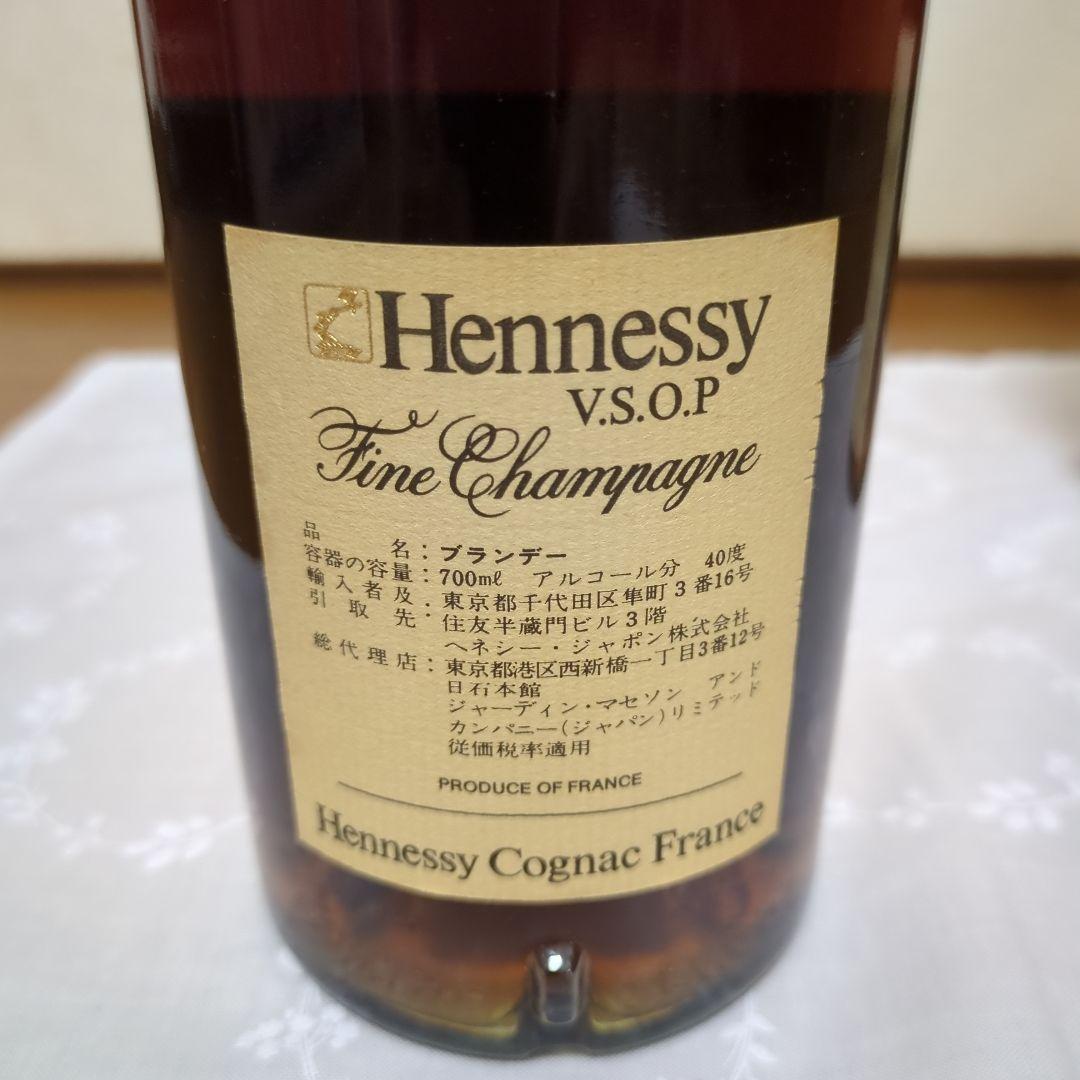 Hennessy
V.S.O.P
Fine Champagne
品名：ブランデー
容器の容量：700mℓ アルコール分 40度
輸入者及引取先：東京都千代田区隼町3番16号
住友半蔵門ビル3階
ヘネシー・ジャポン株式会社
総代理店：東京都港区西新橋一丁目3番12号
日石本館
ジャーディン・マセソン アンド
カンパニー(ジャパン)リミテッド
従価税率適用
PRODUCE OF FRANCE
Hennessy Cognac France